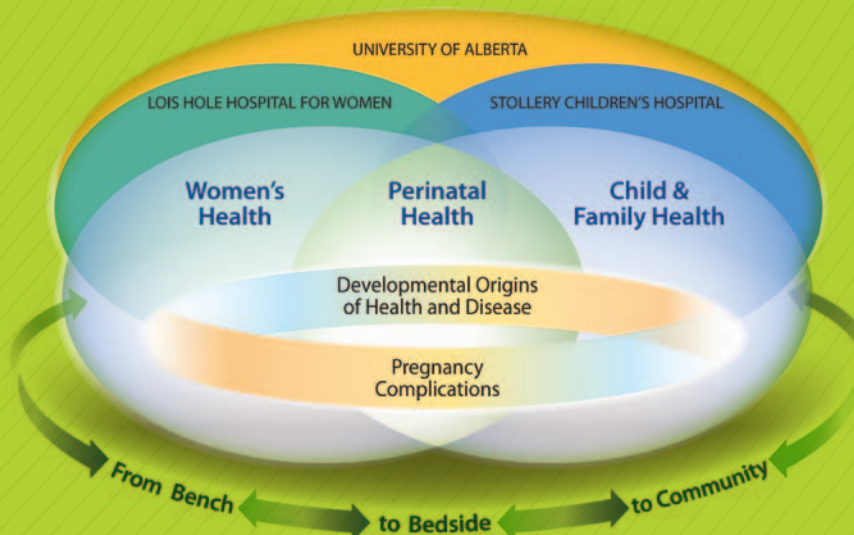 UNIVERSITY OF ALBERTA
LOIS HOLE HOSPITAL FOR WOMEN
STOLLERY CHILDREN'S HOSPITAL
Women's
Health
Perinatal
Health
Child &
Family Health
Developmental Origins
of Health and Disease
Pregnancy
Complications
From Bench
to Bedside
to Community